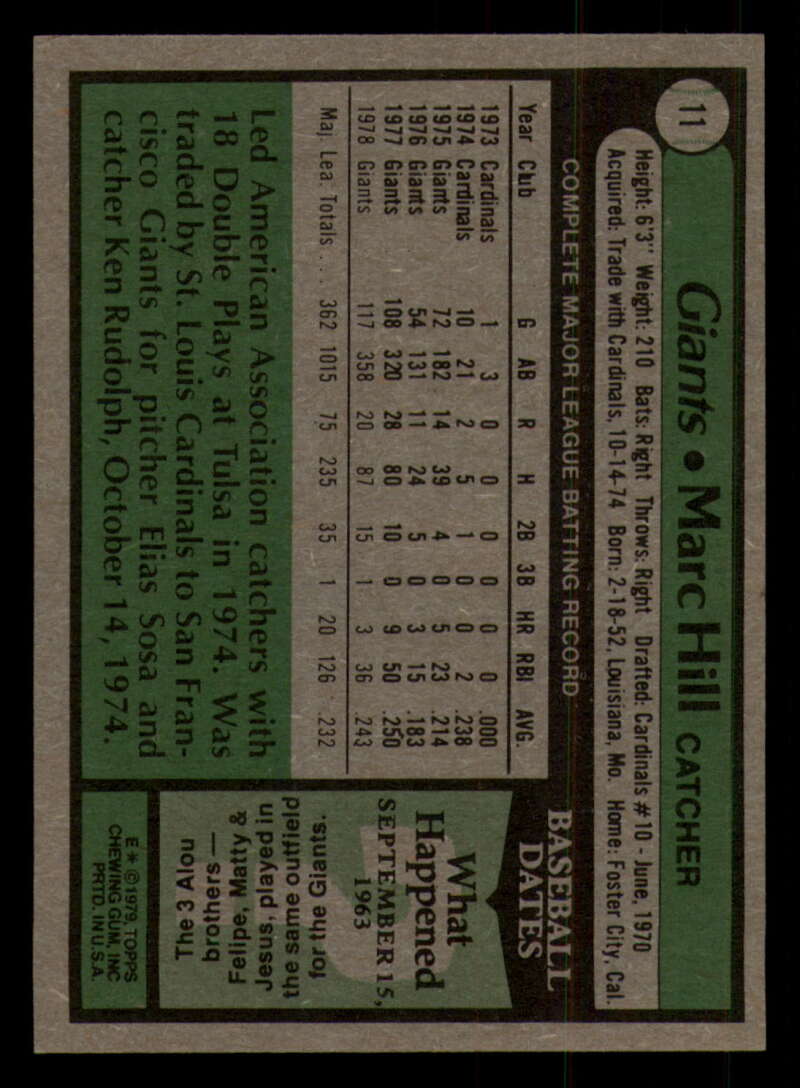 11
Giants • Marc Hill CATCHER
Height: 6'3" Weight: 210 Bats: Right Throws: Right Drafted: Cardinals #10 - June, 1970
Acquired: Trade with Cardinals, 10-14-74 Born: 2-18-52, Louisiana, Mo. Home: Foster City, Cal.
COMPLETE MAJOR LEAGUE BATTING RECORD
Year Club G AB R H 2B 3B HR RBI AVG.
1973 Cardinals 1 3 0 0 0 0 0 0 .000
1974 Cardinals 10 21 2 5 1 0 0 2 .238
1975 Giants 72 182 14 39 4 0 5 23 .214
1976 Giants 54 131 11 24 5 0 3 15 .183
1977 Giants 108 320 28 80 10 0 9 50 .250
1978 Giants 117 358 20 87 15 1 3 36 .243
Maj. Lea. Totals . . . 362 1015 75 235 35 1 20 126 .232
Led American Association catchers with
18 Double Plays at Tulsa in 1974. Was
traded by St. Louis Cardinals to San Fran-
cisco Giants for pitcher Elias Sosa and
catcher Ken Rudolph, October 14, 1974.
BASEBALL
DATES
What
Happened
SEPTEMBER 15,
1963
The 3 Alou
brothers —
Felipe, Matty &
Jesus, played in
the same outfield
for the Giants.
E * © 1979 TOPPS
CHEWING GUM, INC
PRTD. IN U.S.A.